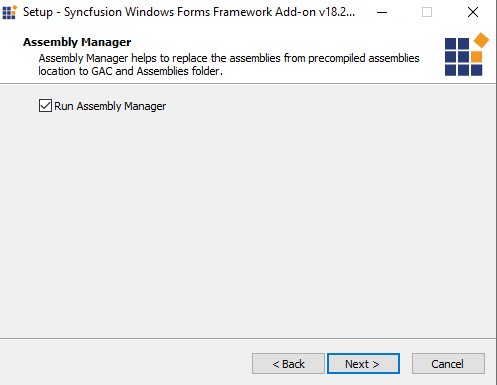 Setup - Syncfusion Windows Forms Framework Add-on v18.2...
Assembly Manager
Assembly Manager helps to replace the assemblies from precompiled assemblies
location to GAC and Assemblies folder.
Run Assembly Manager
< Back
Next >
Cancel